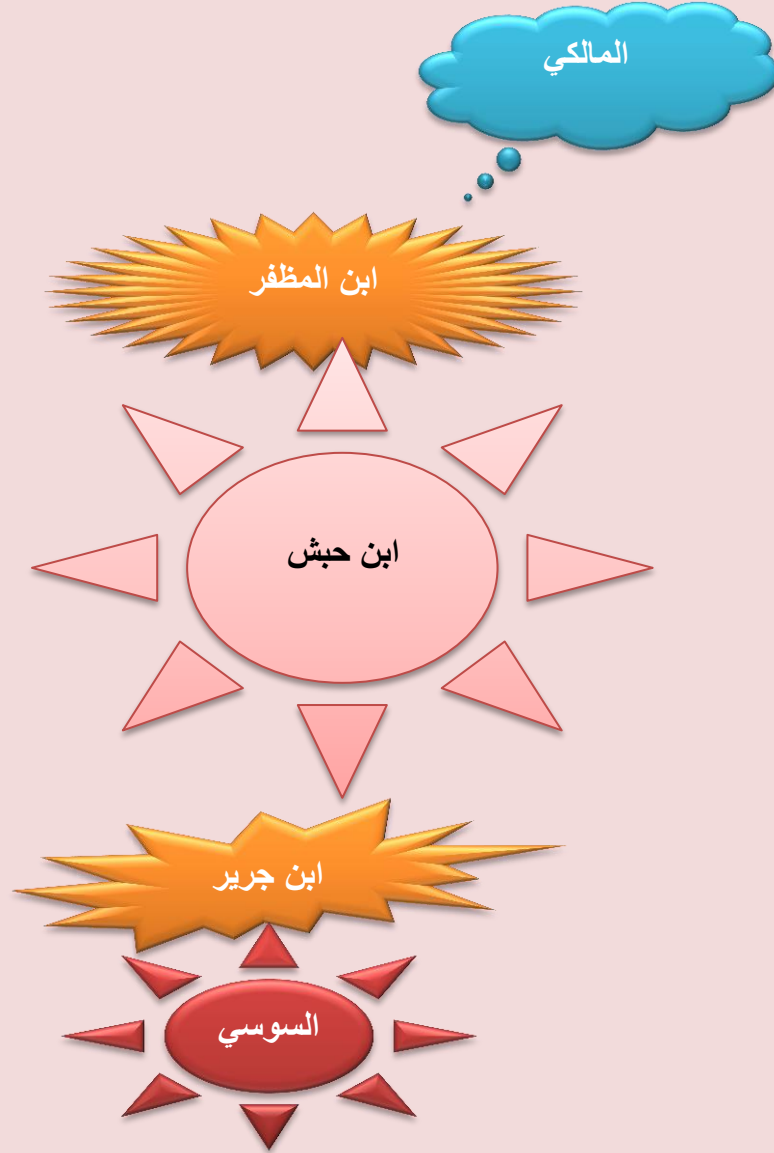 المالكي
ابن المظفر
ابن حبش
ابن جرير
السوسي